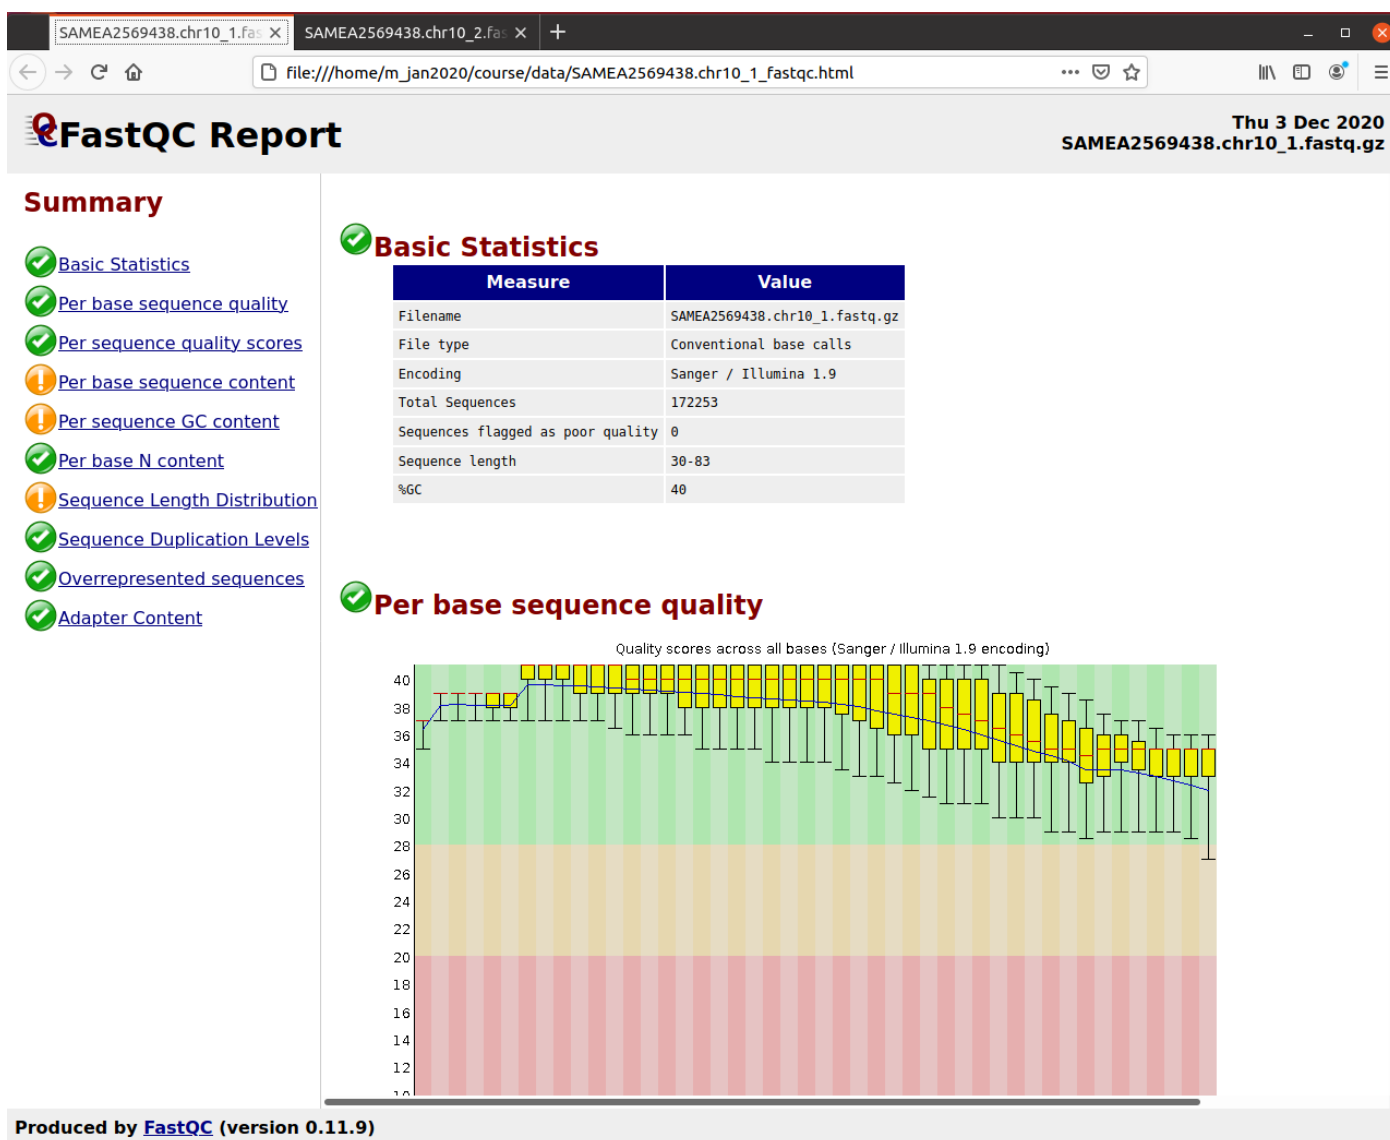 SAMEA2569438.chr10_1.fas
SAMEA2569438.chr10_2.fas
file:///home/m_jan2020/course/data/SAMEA2569438.chr10_1_fastqc.html
FastQC Report
Thu 3 Dec 2020
SAMEA2569438.chr10_1.fastq.gz
Summary
Basic Statistics
Per base sequence quality
Per sequence quality scores
Per base sequence content
Per sequence GC content
Per base N content
Sequence Length Distribution
Sequence Duplication Levels
Overrepresented sequences
Adapter Content
Basic Statistics
Measure Value
Filename SAMEA2569438.chr10_1.fastq.gz
File type Conventional base calls
Encoding Sanger / Illumina 1.9
Total Sequences 172253
Sequences flagged as poor quality 0
Sequence length 30-83
%GC 40
Per base sequence quality
Quality scores across all bases (Sanger / Illumina 1.9 encoding)
40
38
36
34
32
30
28
26
24
22
20
18
16
14
12
10
Produced by FastQC (version 0.11.9)